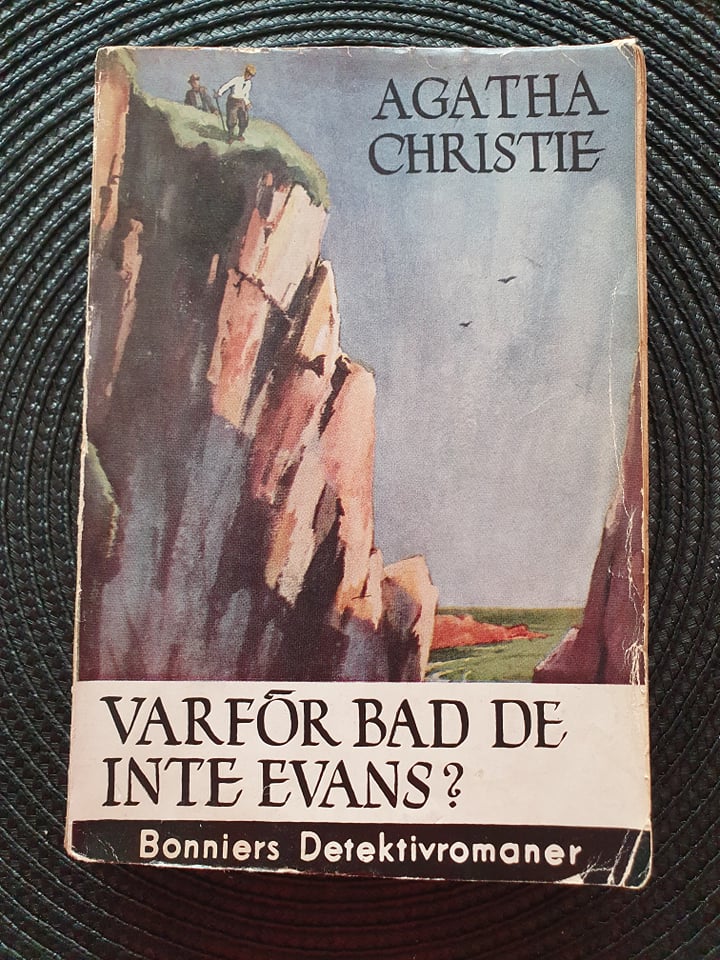 AGATHA
CHRISTIE
VARFÖR BAD DE
INTE EVANS?
Bonniers Detektivromaner